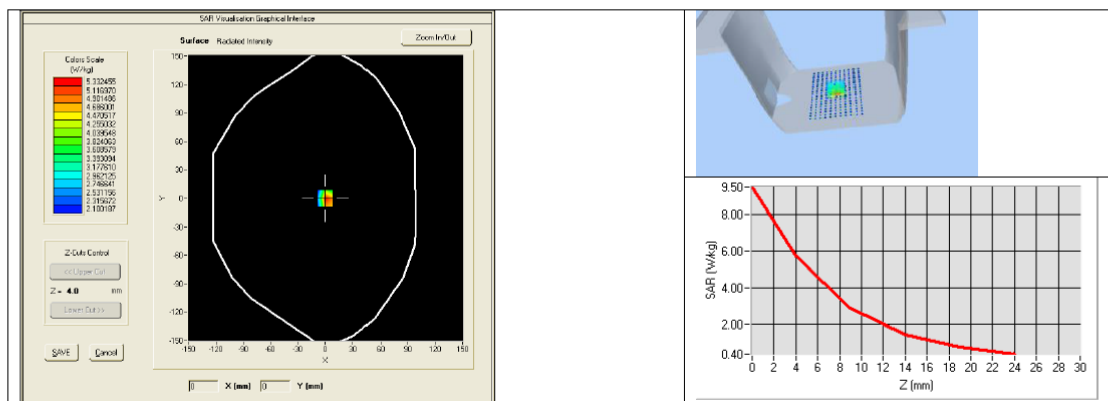 SAR Visualisation Graphical Interface
Surface Radiated Intensity
Zoom In/Out
Colors Scale
(W/kg)
5.332455
5.116970
4.901486
4.686001
4.470517
4.255032
4.039548
3.824063
3.608579
3.393094
3.177610
2.962125
2.746641
2.531156
2.315672
2.100187
Z-Cuts Control
<< Upper Cut
Z = 4.0 mm
Lower Cut >>
SAVE Cancel
150
120
90
60
30
Y 0
-30
-60
-90
-120
-150
-150 -120 -90 -60 -30 0 30 60 90 120 150
X
0 X (mm) 0 Y (mm)
9.50
8.00
6.00
4.00
2.00
0.40
SAR (W/kg)
0 2 4 6 8 10 12 14 16 18 20 22 24 26 28 30
Z (mm)